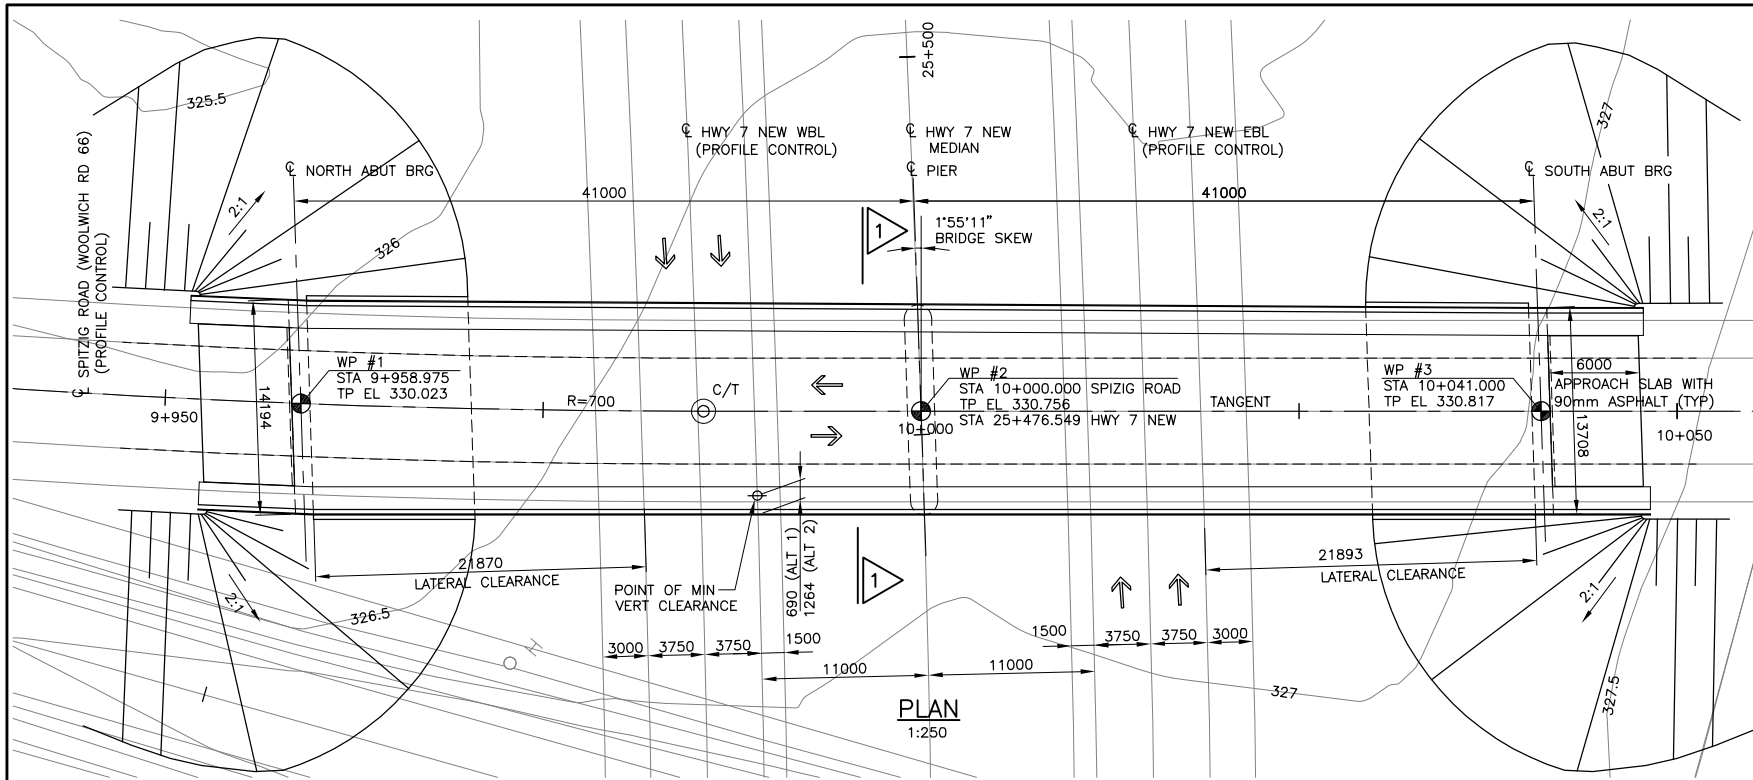 25+500
325.5
327
℄ HWY 7 NEW WBL
(PROFILE CONTROL)
℄ HWY 7 NEW
MEDIAN
℄ HWY 7 NEW EBL
(PROFILE CONTROL)
℄ NORTH ABUT BRG
℄ PIER
℄ SOUTH ABUT BRG
℄ SPITZIG ROAD (WOOLWICH RD 66)
(PROFILE CONTROL)
41000
41000
2:1
2:1
326
1
1°55'11"
BRIDGE SKEW
WP #1
STA 9+958.975
TP EL 330.023
WP #2
STA 10+000.000 SPIZIG ROAD
TP EL 330.756
STA 25+476.549 HWY 7 NEW
WP #3
STA 10+041.000
TP EL 330.817
6000
APPROACH SLAB WITH
90mm ASPHALT (TYP)
14194
9+950
R=700
C/T
10+000
TANGENT
13708
10+050
21870
LATERAL CLEARANCE
21893
LATERAL CLEARANCE
POINT OF MIN
VERT CLEARANCE
690 (ALT 1)
1264 (ALT 2)
1
2:1
2:1
326.5
3000
3750
3750
1500
1500
3750
3750
3000
11000
11000
327
327.5
PLAN
1:250